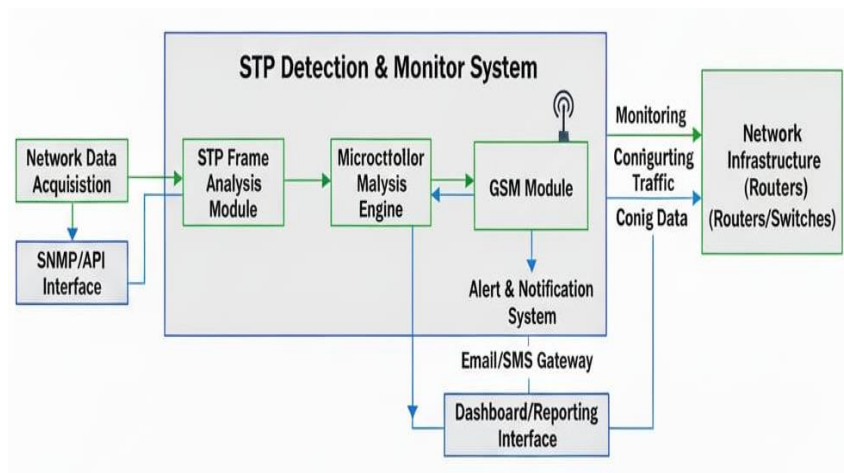 STP Detection & Monitor System
Network Data
Acquisistion
SNMP/API
Interface
STP Frame
Analysis
Module
Microctfollor
Malysis
Engine
GSM Module
Alert & Notification
System
Email/SMS Gateway
Dashboard/Reporting
Interface
Monitoring
Configurting
Traffic
Conig Data
Network
Infrastructure
(Routers)
(Routers/Switches)